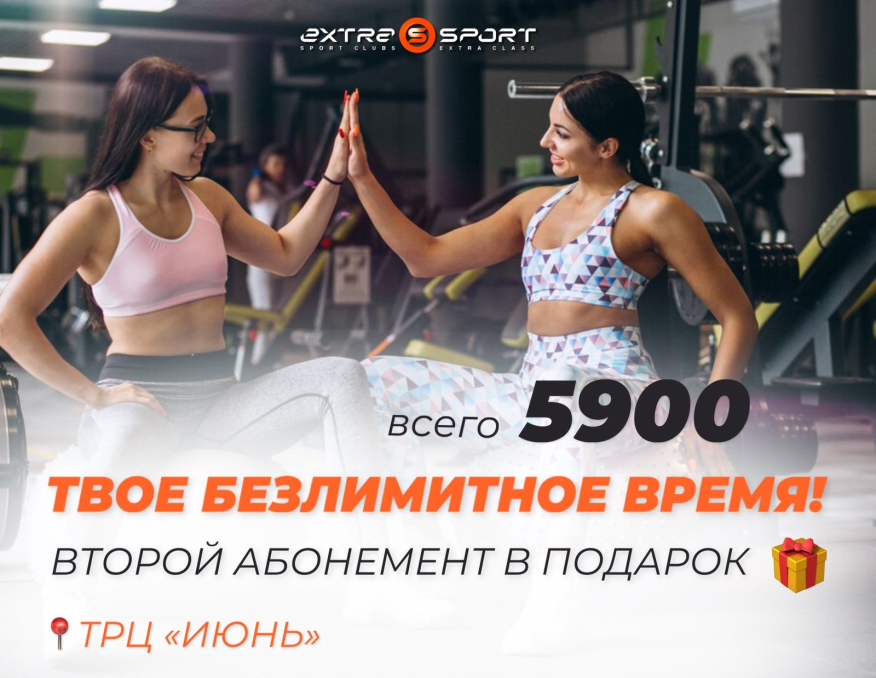 EXTRA S SPORT
SPORT CLUBS EXTRA CLASS
всего 5900
ТВОЕ БЕЗЛИМИТНОЕ ВРЕМЯ!
ВТОРОЙ АБОНЕМЕНТ В ПОДАРОК
ТРЦ «ИЮНЬ»